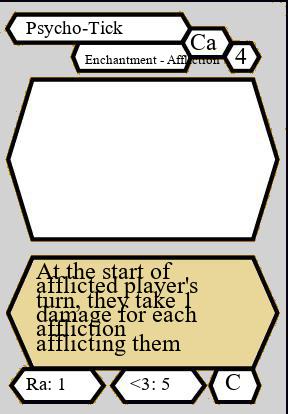 Psycho-Tick
Ca
Enchantment - Affliction
4
At the start of
afflicted player's
turn, they take 1
damage for each
affliction
afflicting them
Ra: 1
<3: 5
C